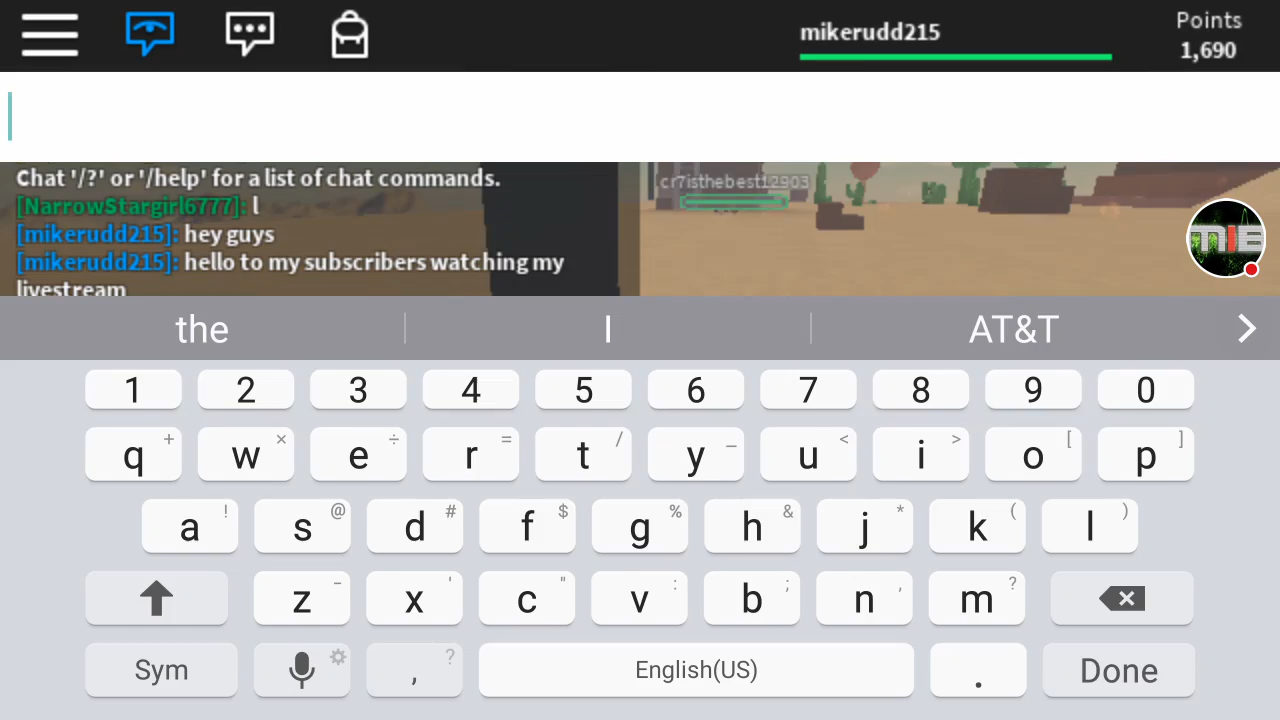 mikerudd215
Points
1,690
Chat '/?' or '/help' for a list of chat commands.
[NarrowStargirl6777]: l
[mikerudd215]: hey guys
[mikerudd215]: hello to my subscribers watching my
livestream
cr7isthebest12903
MIB
the I AT&T
1 2 3 4 5 6 7 8 9 0
q + w × e ÷ r = t / y _ u < i > o [ p ]
a ! s @ d # f $ g % h & j * k ( l )
z - x ' c " v : b ; n , m ?
Sym , ? English(US) . Done